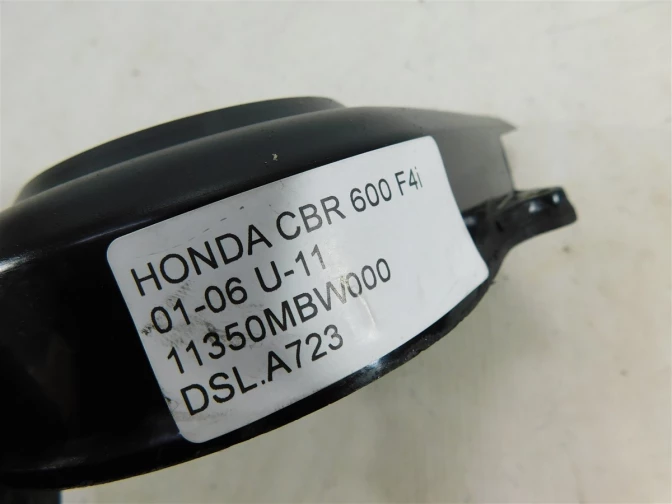 HONDA CBR 600 F4i
01-06 U-11
11350MBW000
DSL.A723